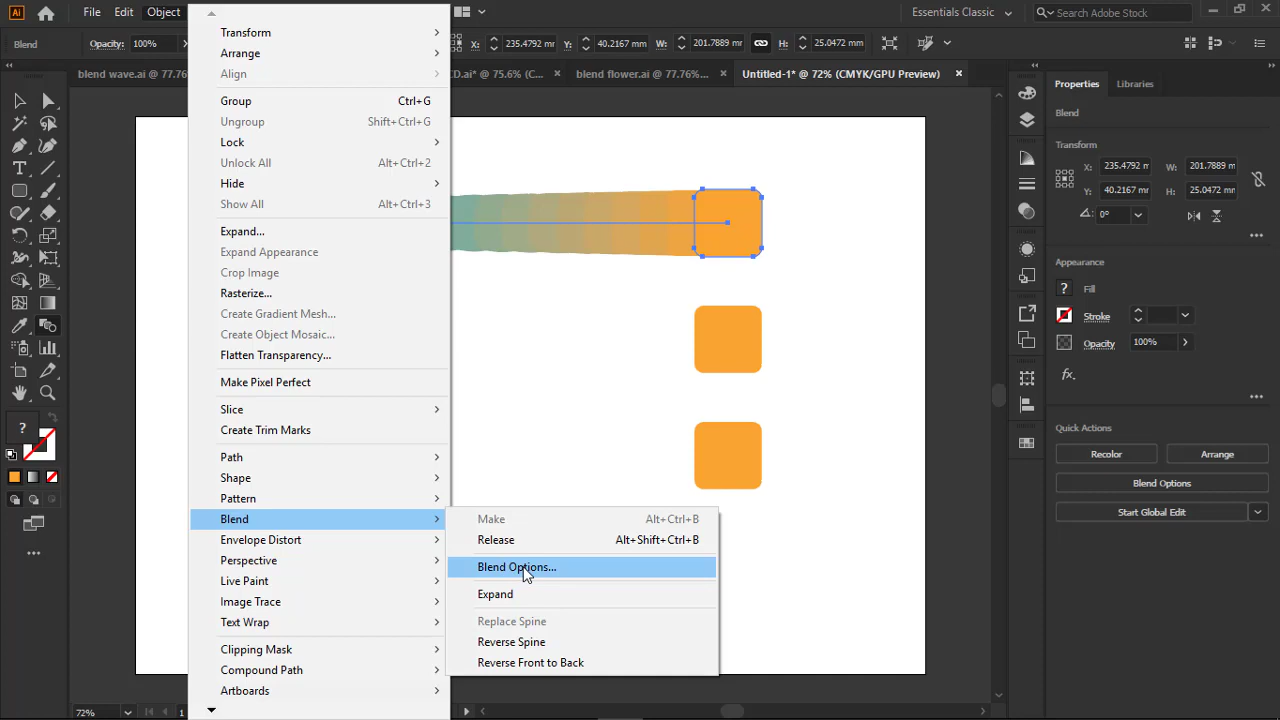 Ai File Edit Object Essentials Classic Search Adobe Stock
Blend Opacity: 100% X: 235.4792 mm Y: 40.2167 mm W: 201.7889 mm H: 25.0472 mm
blend wave.ai @ 77.76 CD.ai* @ 75.6% (C... × blend flower.ai @ 77.76%... × Untitled-1* @ 72% (CMYK/GPU Preview) ×
Transform
Arrange
Align
Group Ctrl+G
Ungroup Shift+Ctrl+G
Lock
Unlock All Alt+Ctrl+2
Hide
Show All Alt+Ctrl+3
Expand...
Expand Appearance
Crop Image
Rasterize...
Create Gradient Mesh...
Create Object Mosaic...
Flatten Transparency...
Make Pixel Perfect
Slice
Create Trim Marks
Path
Shape
Pattern
Blend
Envelope Distort
Perspective
Live Paint
Image Trace
Text Wrap
Clipping Mask
Compound Path
Artboards
Make Alt+Ctrl+B
Release Alt+Shift+Ctrl+B
Blend Options...
Expand
Replace Spine
Reverse Spine
Reverse Front to Back
Properties Libraries
Blend
Transform
X: 235.4792 m W: 201.7889 m
Y: 40.2167 mr H: 25.0472 mr
0°
Appearance
? Fill
Stroke
Opacity 100%
fx.
Quick Actions
Recolor Arrange
Blend Options
Start Global Edit
?
72% 1